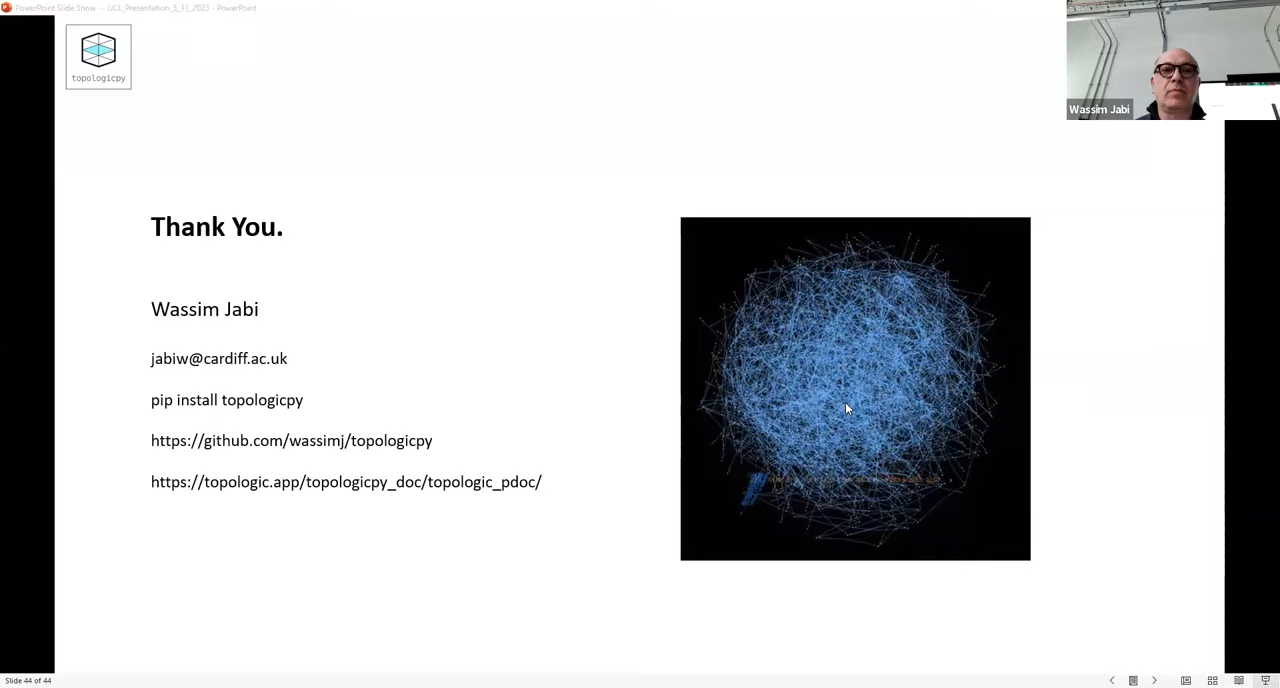 PowerPoint Slide Show - UCL_Presentation_3_11_2023 - PowerPoint
topologicpy
Wassim Jabi
Thank You.
Wassim Jabi
jabiw@cardiff.ac.uk
pip install topologicpy
https://github.com/wassimj/topologicpy
https://topologic.app/topologicpy_doc/topologic_pdoc/
Slide 44 of 44